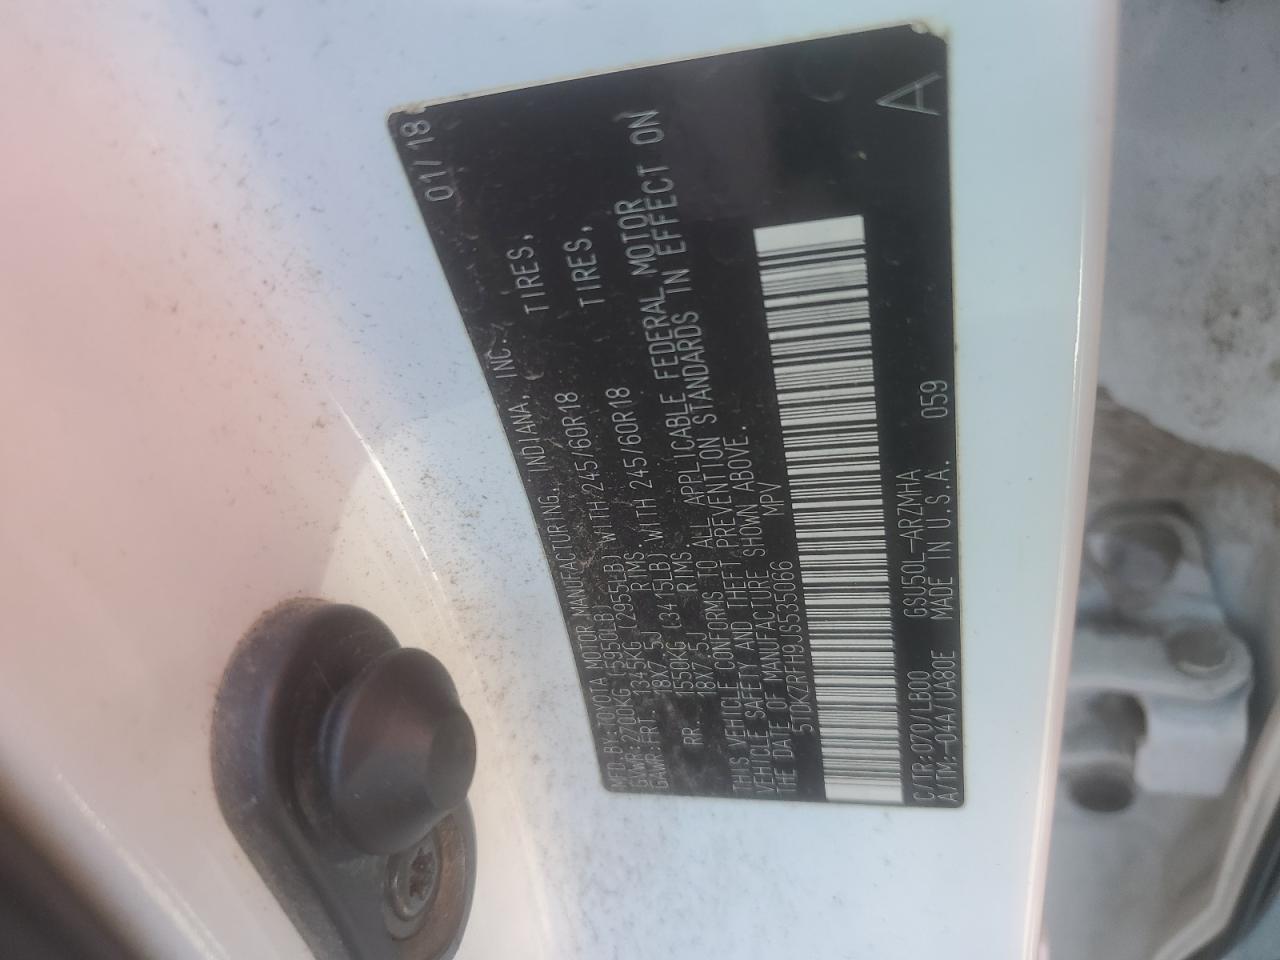 MFD.BY:TOYOTA MOTOR MANUFACTURING, INDIANA, INC. 01/18
GVWR:2700KG (5950LB)
GAWR:FRT. 1345KG (2955LB) WITH 245/60R18 TIRES,
18X7.5J RIMS
RR. 1550KG (3415LB) WITH 245/60R18 TIRES,
18X7.5J RIMS
THIS VEHICLE CONFORMS TO ALL APPLICABLE FEDERAL MOTOR
VEHICLE SAFETY AND THEFT PREVENTION STANDARDS IN EFFECT ON
THE DATE OF MANUFACTURE SHOWN ABOVE.
5TDKZRFH9JS535066 MPV
C/TR:070/LB00 GSU50L-ARZMHA
A/TM:-04A/UA80E MADE IN U.S.A. 059
A